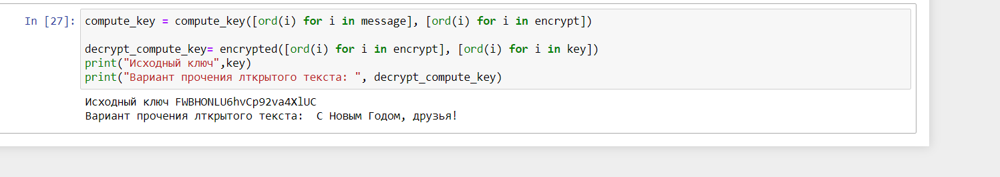 In [27]: compute_key = compute_key([ord(i) for i in message], [ord(i) for i in encrypt])
decrypt_compute_key= encrypted([ord(i) for i in encrypt], [ord(i) for i in key])
print("Исходный ключ",key)
print("Вариант прочения лткрытого текста: ", decrypt_compute_key)
Исходный ключ FWBHONLU6hvCp92va4XlUC
Вариант прочения лткрытого текста:  С Новым Годом, друзья!